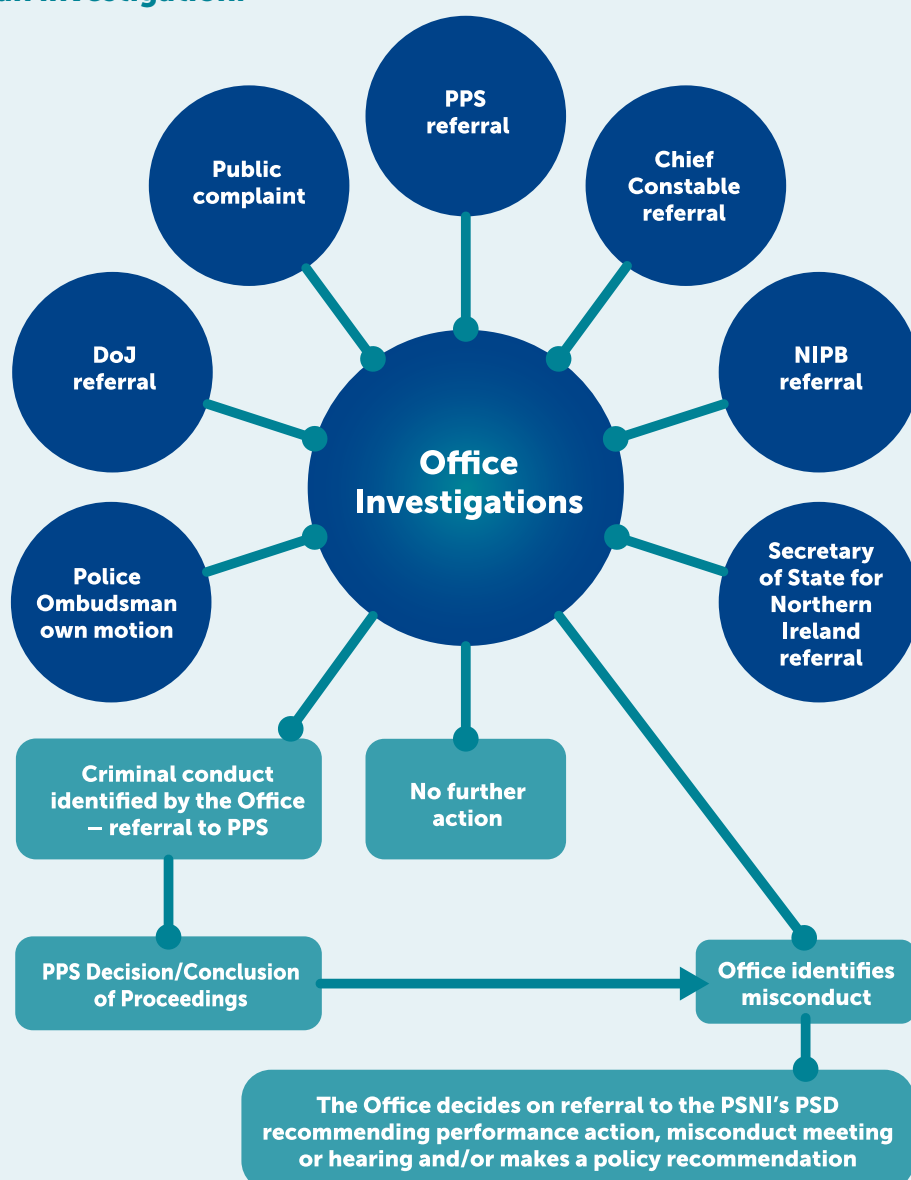 PPS
referral
Public
complaint
Chief
Constable
referral
DoJ
referral
NIPB
referral
Office
Investigations
Police
Ombudsman
own motion
Secretary
of State for
Northern
Ireland
referral
Criminal conduct
identified by the Office
– referral to PPS
No further
action
PPS Decision/Conclusion
of Proceedings
Office identifies
misconduct
The Office decides on referral to the PSNI's PSD
recommending performance action, misconduct meeting
or hearing and/or makes a policy recommendation